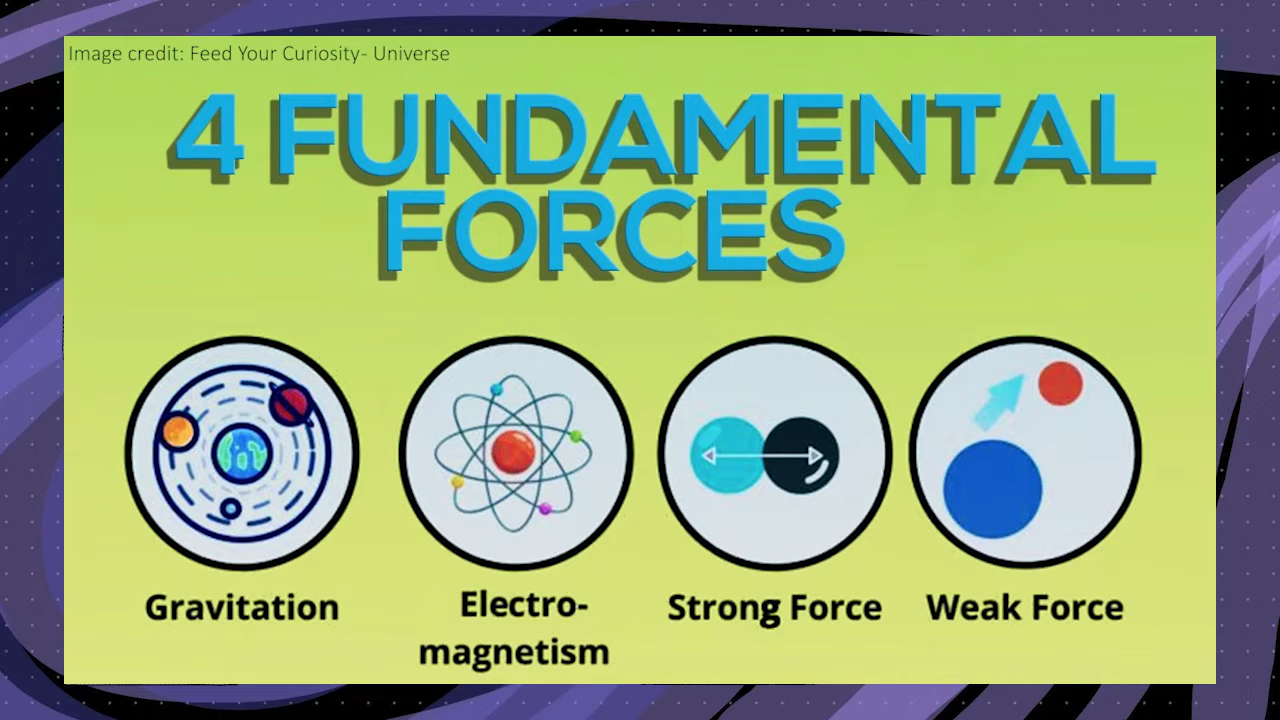 Image credit: Feed Your Curiosity- Universe
4 FUNDAMENTAL
FORCES
Gravitation
Electro-
magnetism
Strong Force
Weak Force